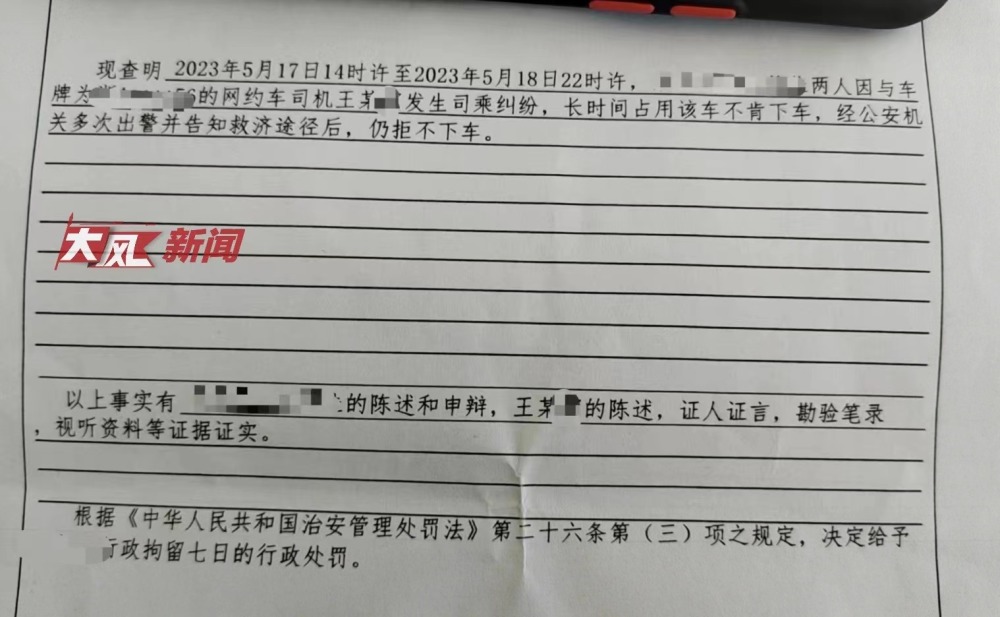 现查明 2023年5月17日14时许至2023年5月18日22时许，两人因与车
牌为56的网约车司机王某发生司乘纠纷，长时间占用该车不肯下车，经公安机
关多次出警并告知救济途径后，仍拒不下车。
大风新闻
以上事实有的陈述和申辩，王某的陈述，证人证言，勘验笔录
，视听资料等证据证实。
根据《中华人民共和国治安管理处罚法》第二十六条第（三）项之规定，决定给予
行政拘留七日的行政处罚。